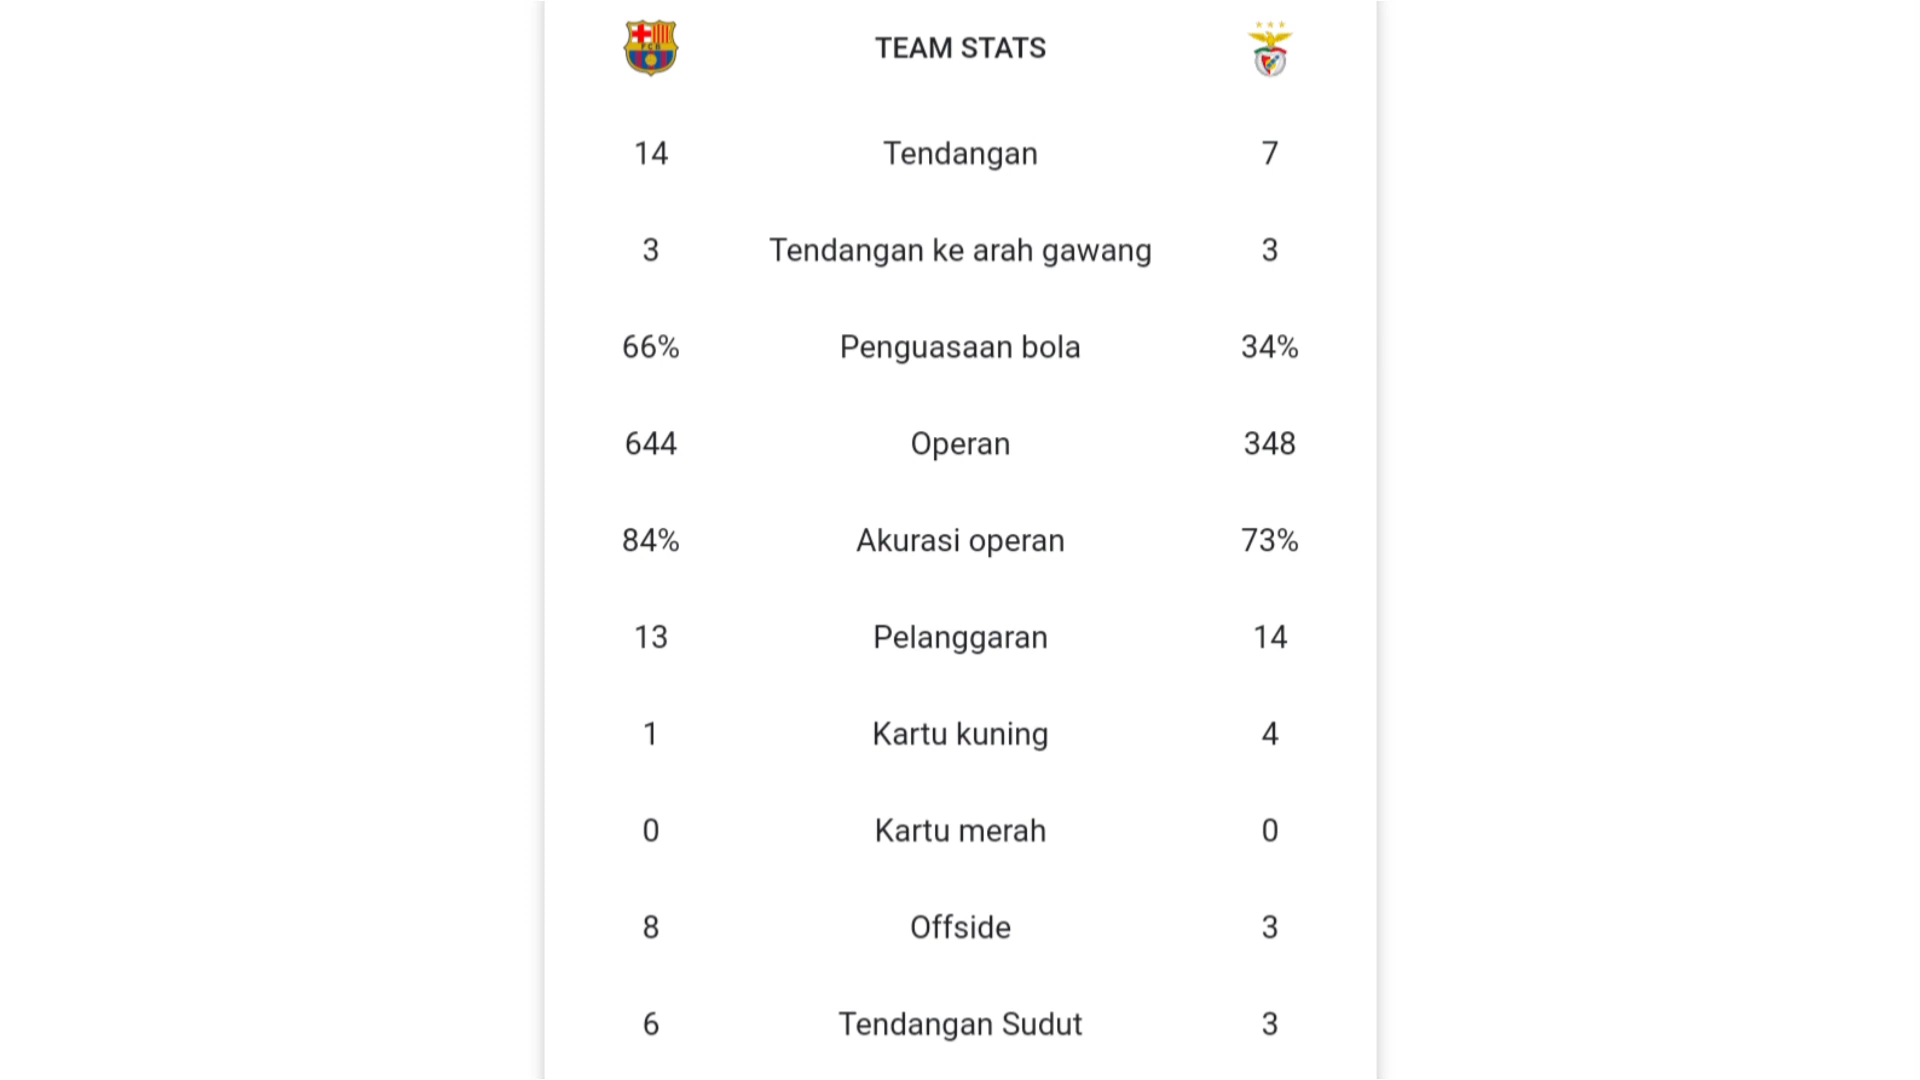 TEAM STATS
14 Tendangan 7
3 Tendangan ke arah gawang 3
66% Penguasaan bola 34%
644 Operan 348
84% Akurasi operan 73%
13 Pelanggaran 14
1 Kartu kuning 4
0 Kartu merah 0
8 Offside 3
6 Tendangan Sudut 3